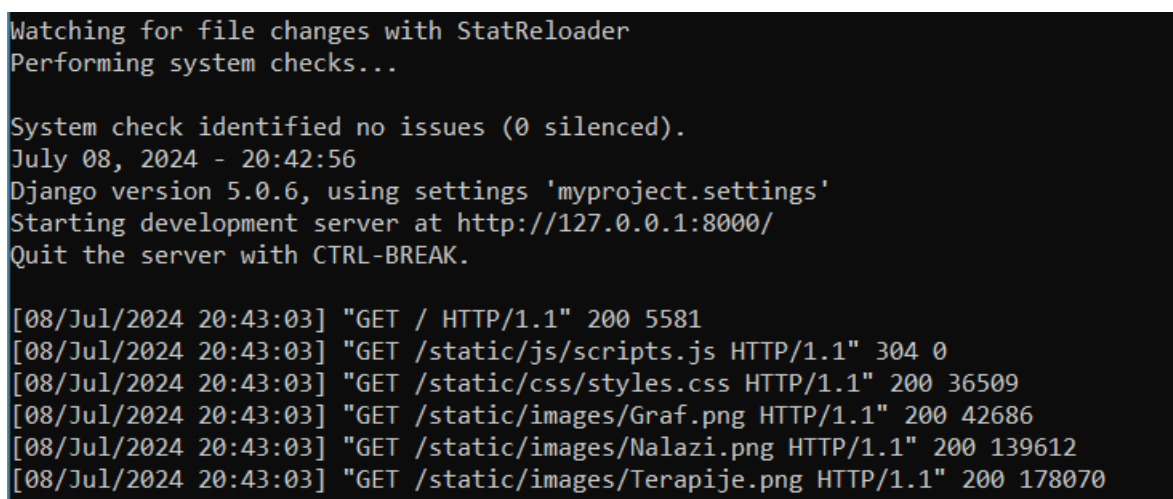 Watching for file changes with StatReloader
Performing system checks...
System check identified no issues (0 silenced).
July 08, 2024 - 20:42:56
Django version 5.0.6, using settings 'myproject.settings'
Starting development server at http://127.0.0.1:8000/
Quit the server with CTRL-BREAK.
[08/Jul/2024 20:43:03] "GET / HTTP/1.1" 200 5581
[08/Jul/2024 20:43:03] "GET /static/js/scripts.js HTTP/1.1" 304 0
[08/Jul/2024 20:43:03] "GET /static/css/styles.css HTTP/1.1" 200 36509
[08/Jul/2024 20:43:03] "GET /static/images/Graf.png HTTP/1.1" 200 42686
[08/Jul/2024 20:43:03] "GET /static/images/Nalazi.png HTTP/1.1" 200 139612
[08/Jul/2024 20:43:03] "GET /static/images/Terapije.png HTTP/1.1" 200 178070